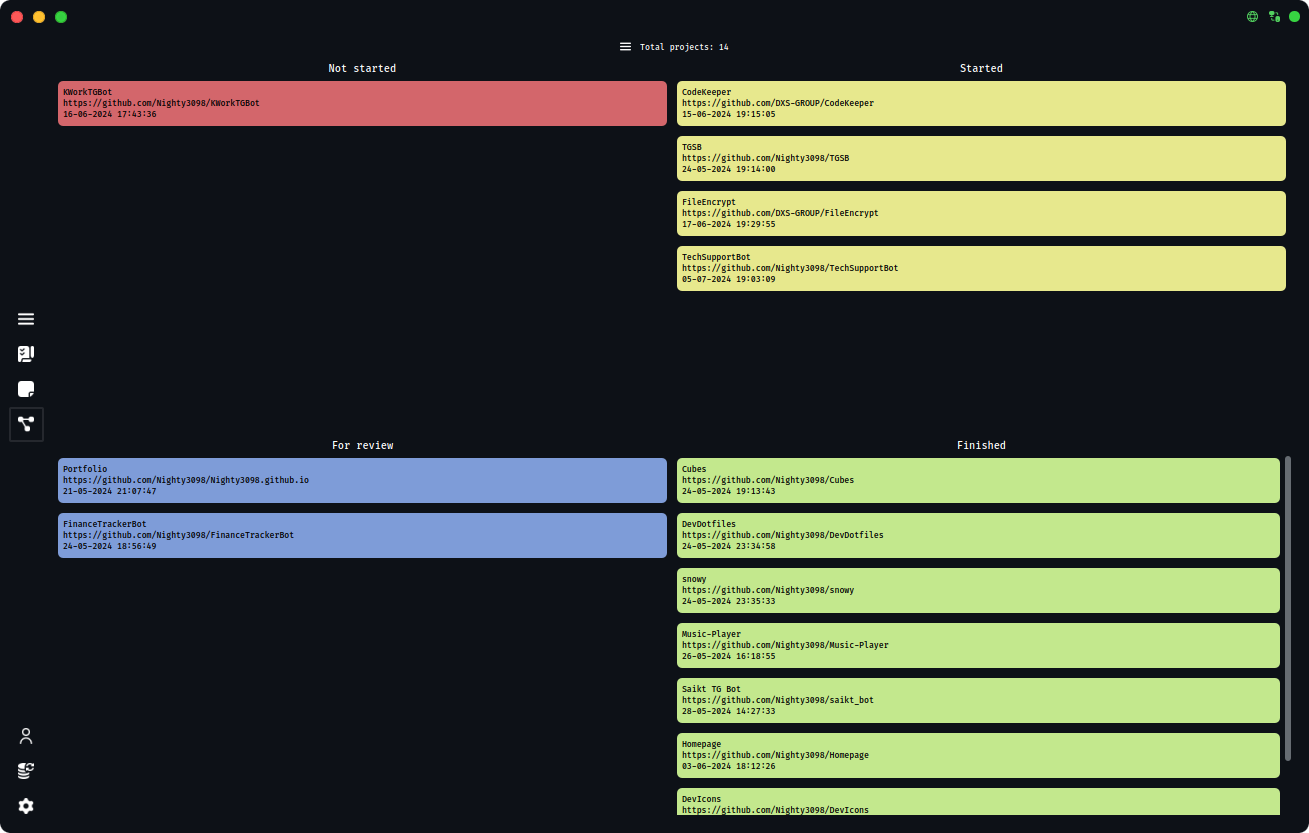 Total projects: 14
Not started
KWorkTGBot
https://github.com/Nighty3098/KWorkTGBot
16-06-2024 17:43:36
Started
CodeKeeper
https://github.com/DXS-GROUP/CodeKeeper
15-06-2024 19:15:05
TGSB
https://github.com/Nighty3098/TGSB
24-05-2024 19:14:00
FileEncrypt
https://github.com/DXS-GROUP/FileEncrypt
17-06-2024 19:29:55
TechSupportBot
https://github.com/Nighty3098/TechSupportBot
05-07-2024 19:03:09
For review
Portfolio
https://github.com/Nighty3098/Nighty3098.github.io
21-05-2024 21:07:47
FinanceTrackerBot
https://github.com/Nighty3098/FinanceTrackerBot
24-05-2024 18:56:49
Finished
Cubes
https://github.com/Nighty3098/Cubes
24-05-2024 19:13:43
DevDotfiles
https://github.com/Nighty3098/DevDotfiles
24-05-2024 23:34:58
snowy
https://github.com/Nighty3098/snowy
24-05-2024 23:35:33
Music-Player
https://github.com/Nighty3098/Music-Player
26-05-2024 16:18:55
Saikt TG Bot
https://github.com/Nighty3098/saikt_bot
28-05-2024 14:27:33
Homepage
https://github.com/Nighty3098/Homepage
03-06-2024 18:12:26
DevIcons
https://github.com/Nighty3098/DevIcons